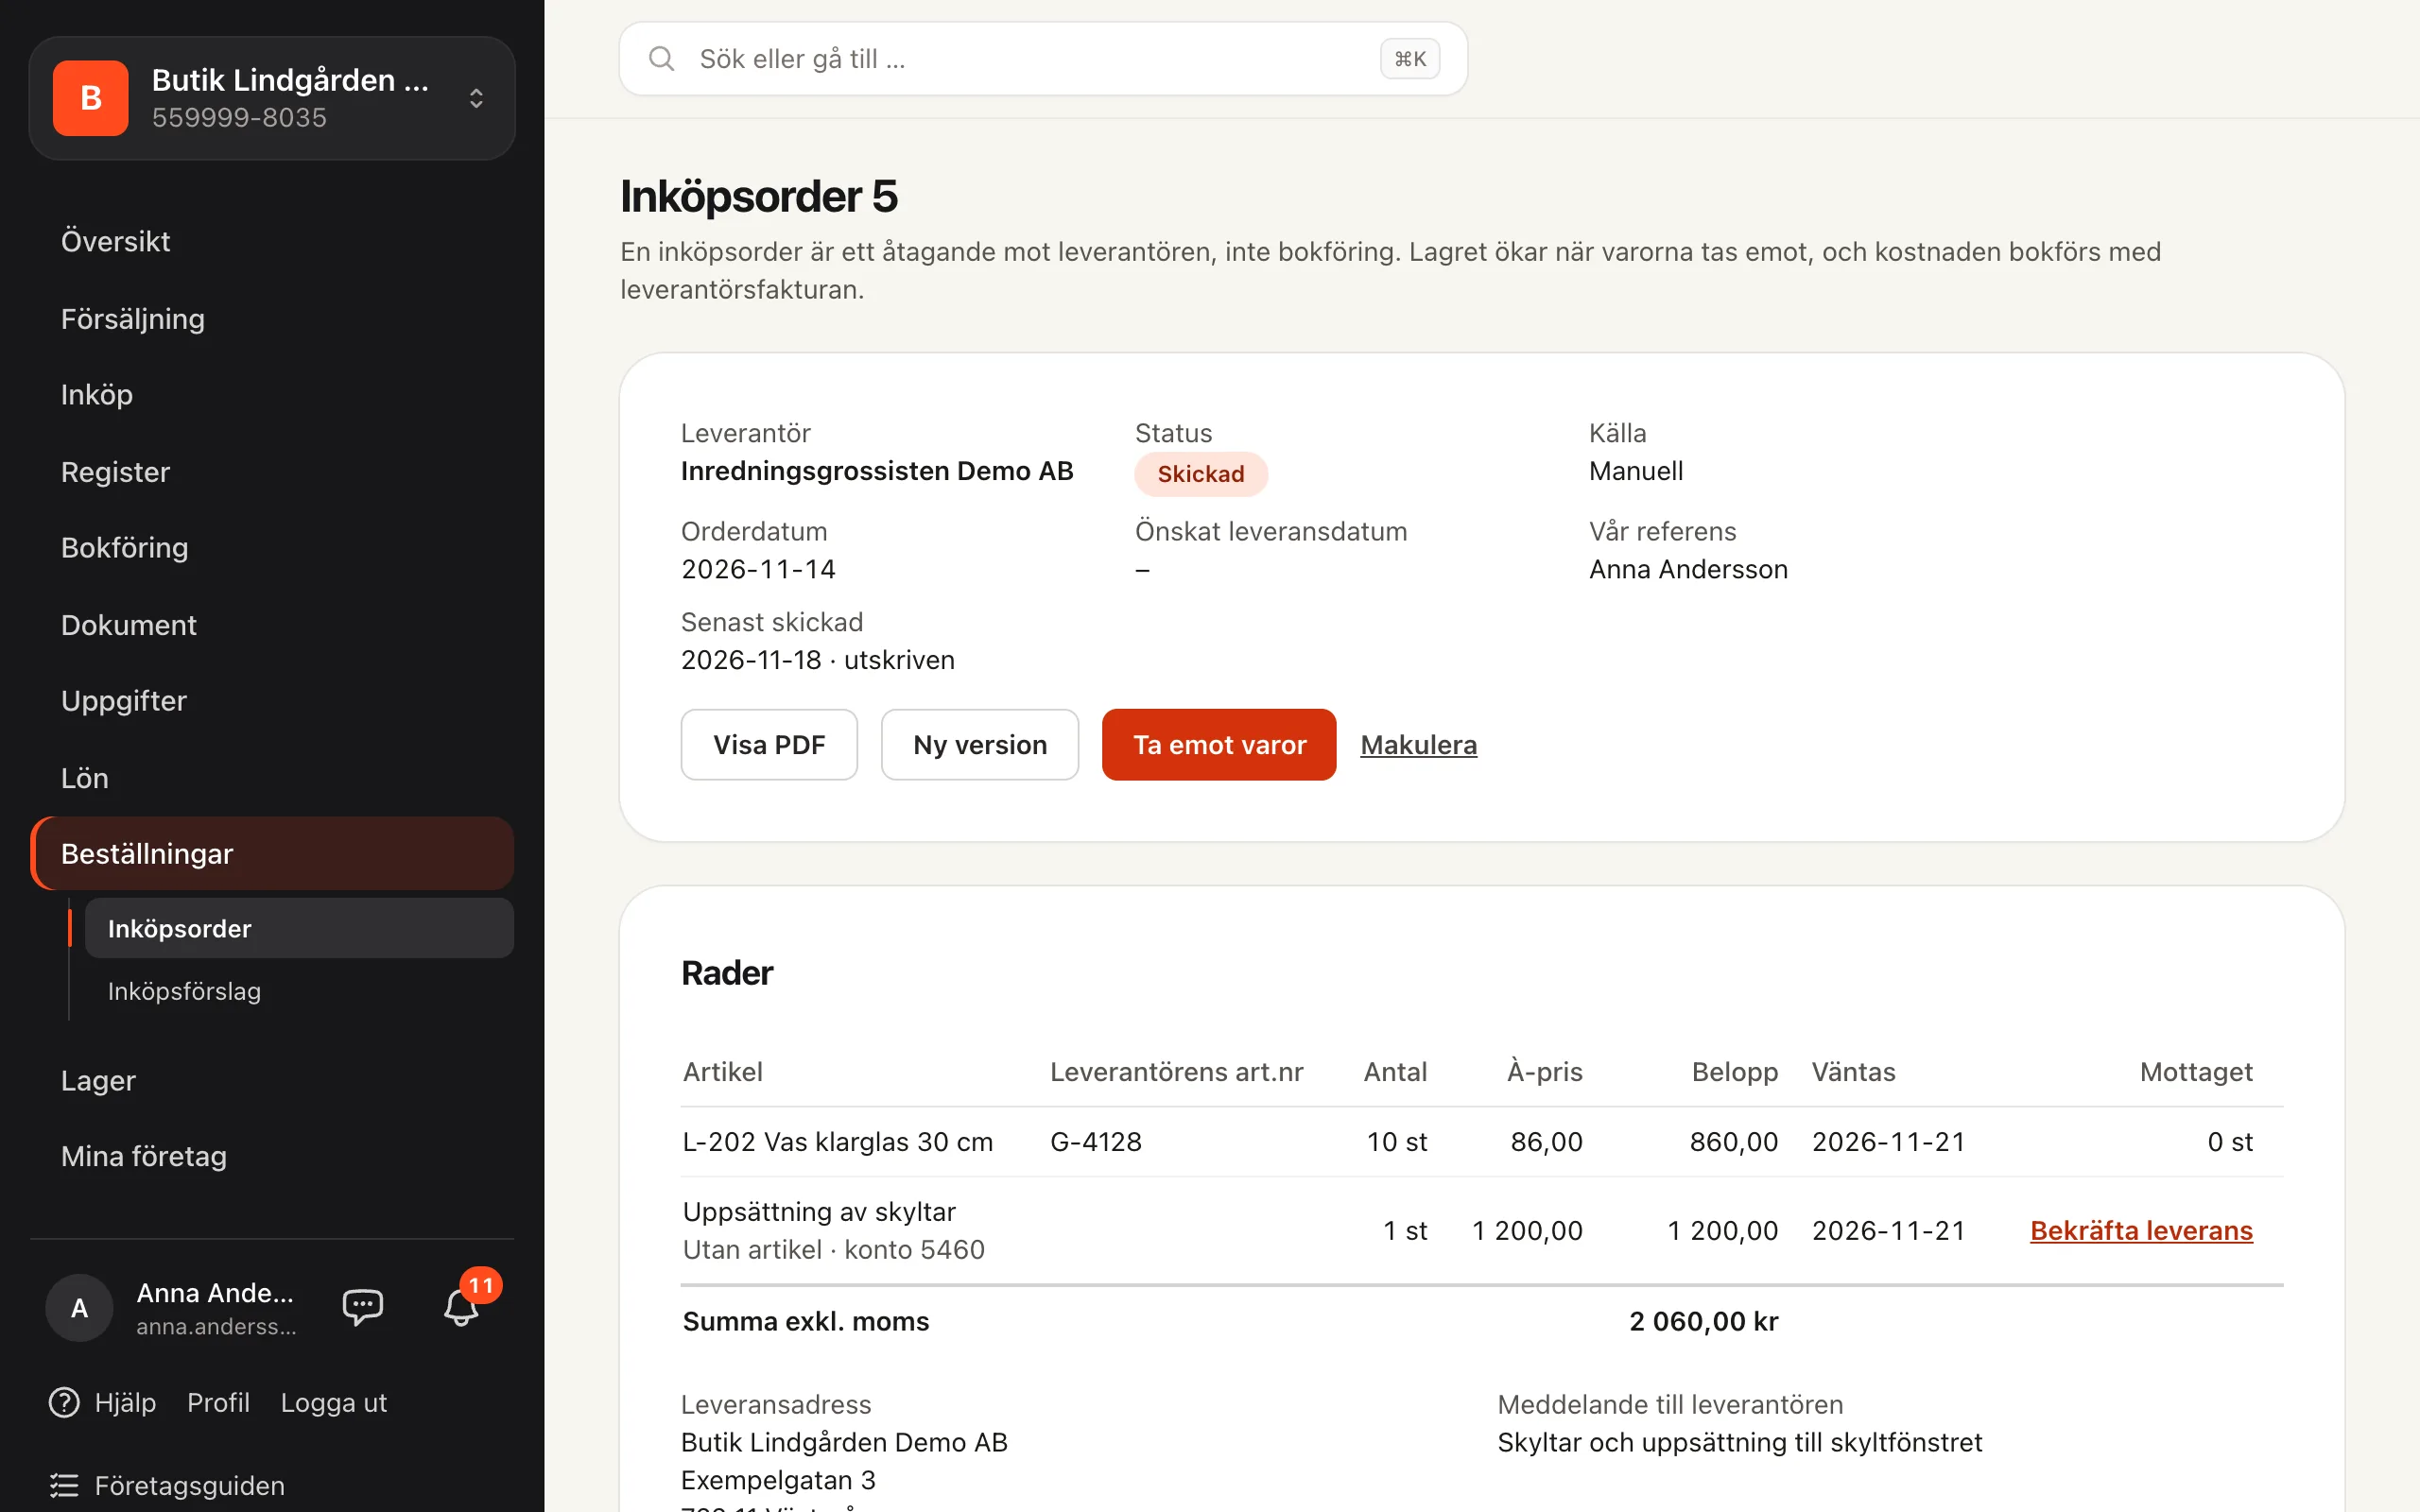 B
Butik Lindgården ...
559999-8035
Översikt
Försäljning
Inköp
Register
Bokföring
Dokument
Uppgifter
Lön
Beställningar
Inköpsorder
Inköpsförslag
Lager
Mina företag
A
Anna Ande...
anna.anderss...
11
Hjälp
Profil
Logga ut
Företagsguiden
Sök eller gå till ...
⌘K
Inköpsorder 5
En inköpsorder är ett åtagande mot leverantören, inte bokföring. Lagret ökar när varorna tas emot, och kostnaden bokförs med
leverantörsfakturan.
Leverantör Status Källa
Inredningsgrossisten Demo AB Skickad Manuell
Orderdatum Önskat leveransdatum Vår referens
2026-11-14 – Anna Andersson
Senast skickad
2026-11-18 · utskriven
Visa PDF Ny version Ta emot varor Makulera
Rader
Artikel Leverantörens art.nr Antal À-pris Belopp Väntas Mottaget
L-202 Vas klarglas 30 cm G-4128 10 st 86,00 860,00 2026-11-21 0 st
Uppsättning av skyltar 1 st 1 200,00 1 200,00 2026-11-21 Bekräfta leverans
Utan artikel · konto 5460
Summa exkl. moms 2 060,00 kr
Leveransadress Meddelande till leverantören
Butik Lindgården Demo AB Skyltar och uppsättning till skyltfönstret
Exempelgatan 3